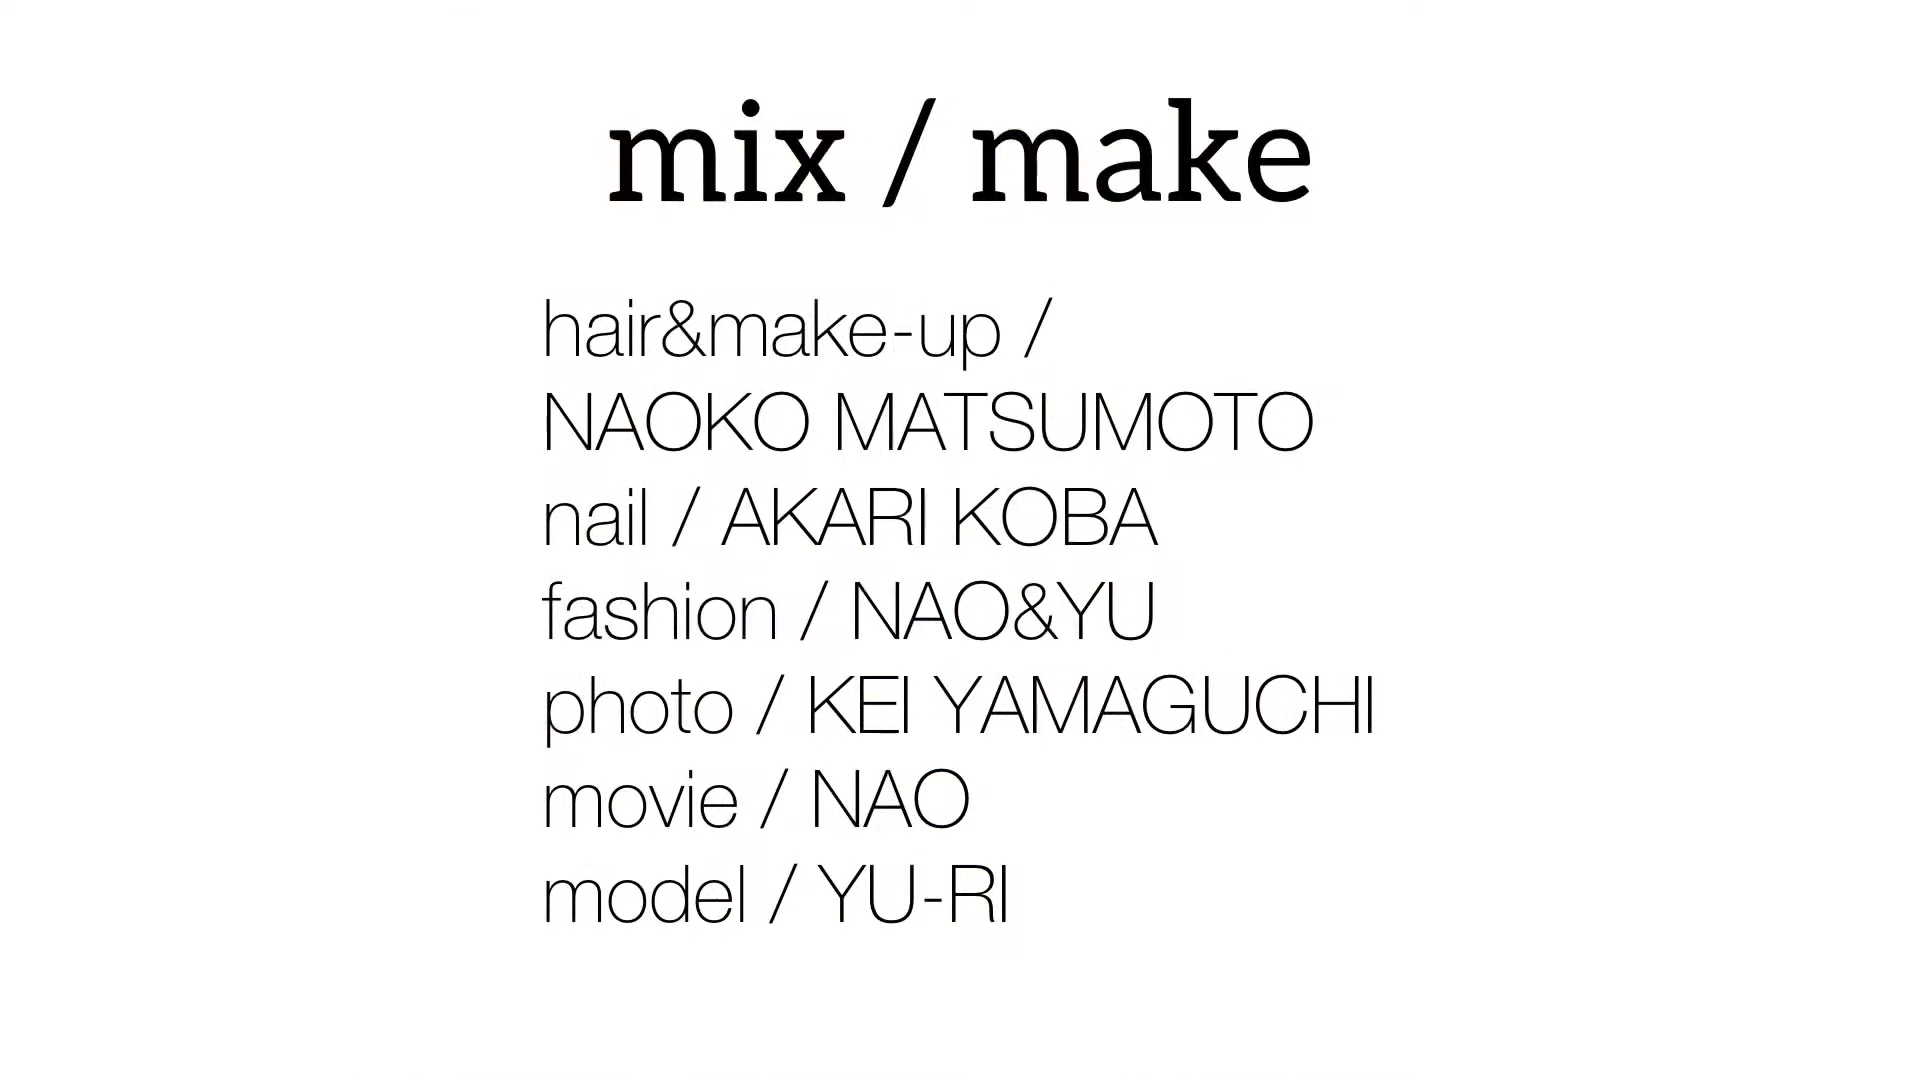 mix / make
hair&make-up /
NAOKO MATSUMOTO
nail / AKARI KOBA
fashion / NAO&YU
photo / KEI YAMAGUCHI
movie / NAO
model / YU-RI